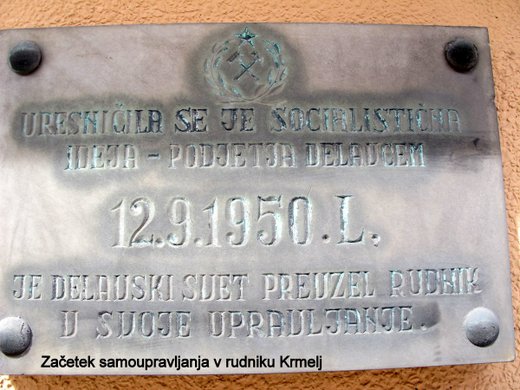 URESNIČILA SE JE SOCIALISTIČNA
IDEJA - PODJETJA DELAVCEM
12.9.1950.L.
JE DELAVSKI SVET PREVZEL RUDNIK
V SVOJE UPRAVLJANJE.
Začetek samoupravljanja v rudniku Krmelj